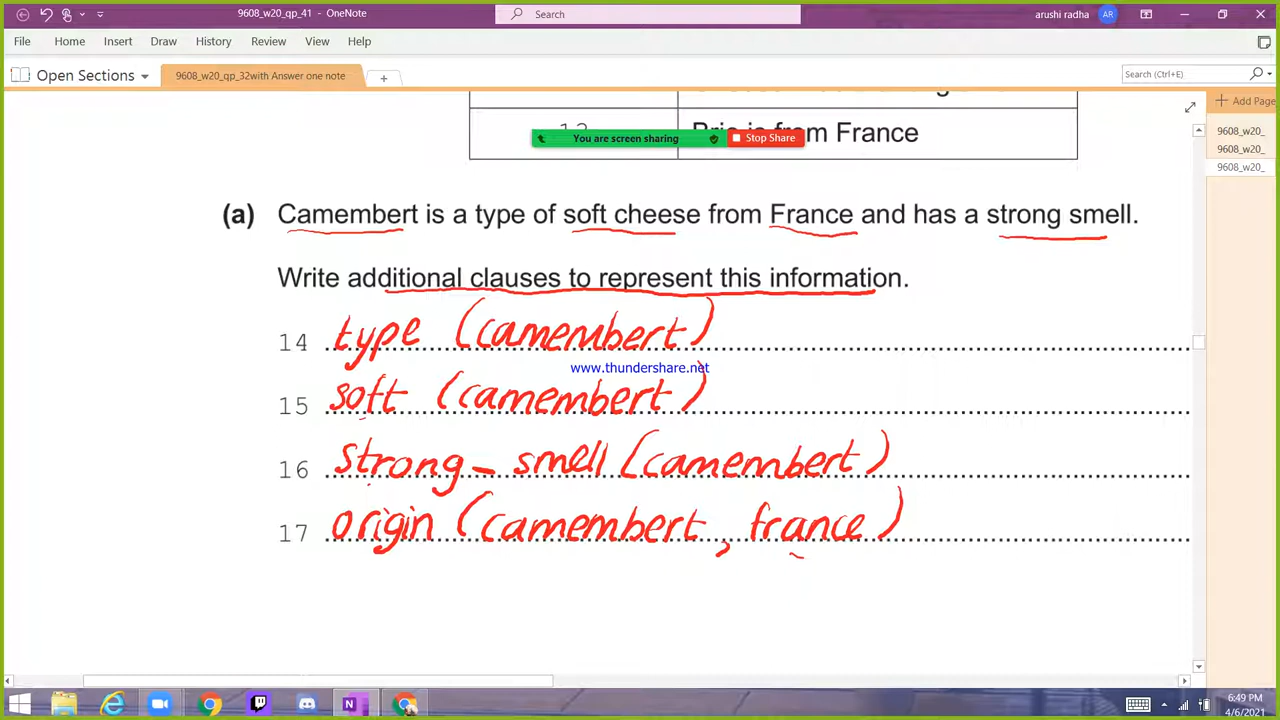 9608_w20_qp_41 - OneNote
Search
arushi radha
AR
File Home Insert Draw History Review View Help
Open Sections
9608_w20_qp_32with Answer one note
+
Search (Ctrl+E)
Add Page
9608_w20_
9608_w20_
9608_w20_
is from France
You are screen sharing
Stop Share
(a) Camembert is a type of soft cheese from France and has a strong smell.
Write additional clauses to represent this information.
14 type (camembert)
www.thundershare.net
15 soft (camembert)
16 strong - smell (camembert)
17 origin (camembert, france)
6:49 PM
4/6/2021